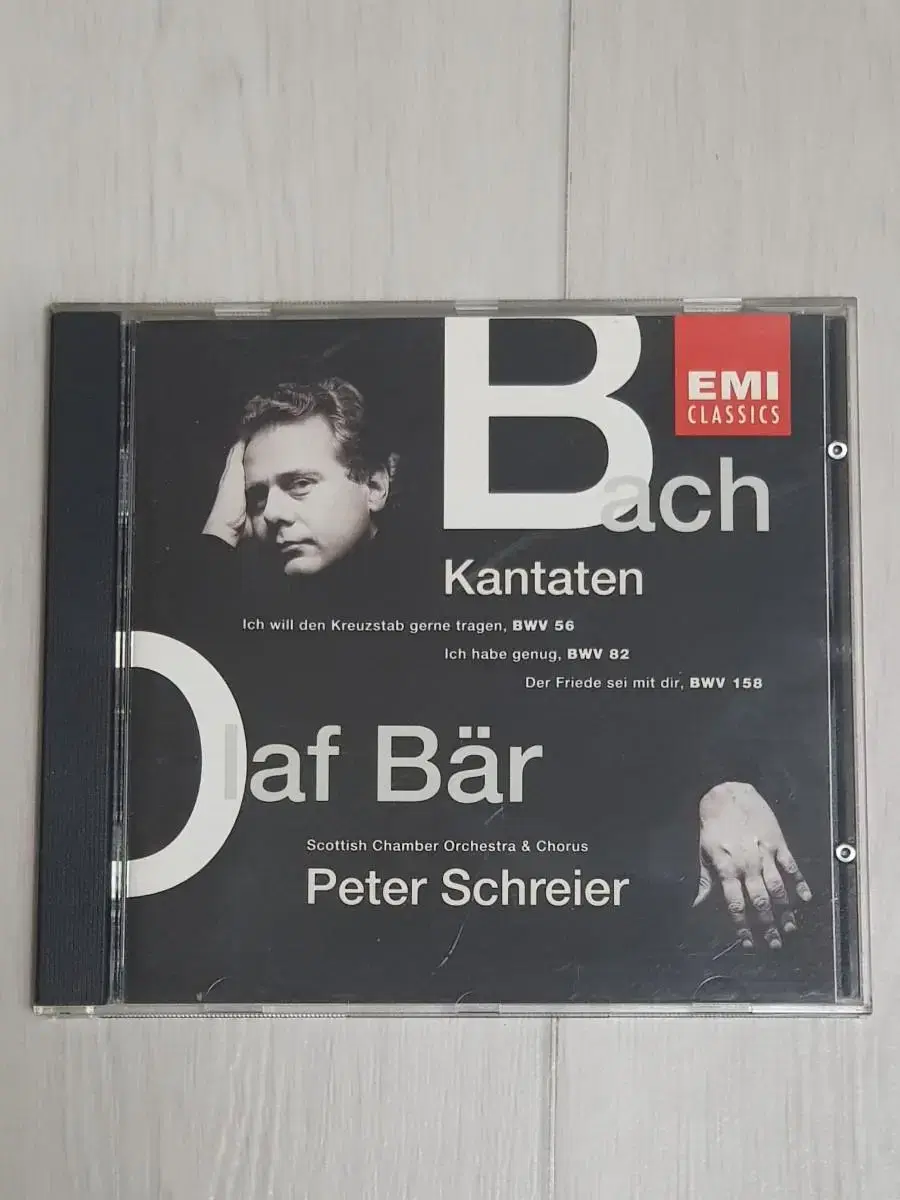 EMI
CLASSICS
Bach
Kantaten
Ich will den Kreuzstab gerne tragen, BWV 56
Ich habe genug, BWV 82
Der Friede sei mit dir, BWV 158
Olaf Bär
Scottish Chamber Orchestra & Chorus
Peter Schreier